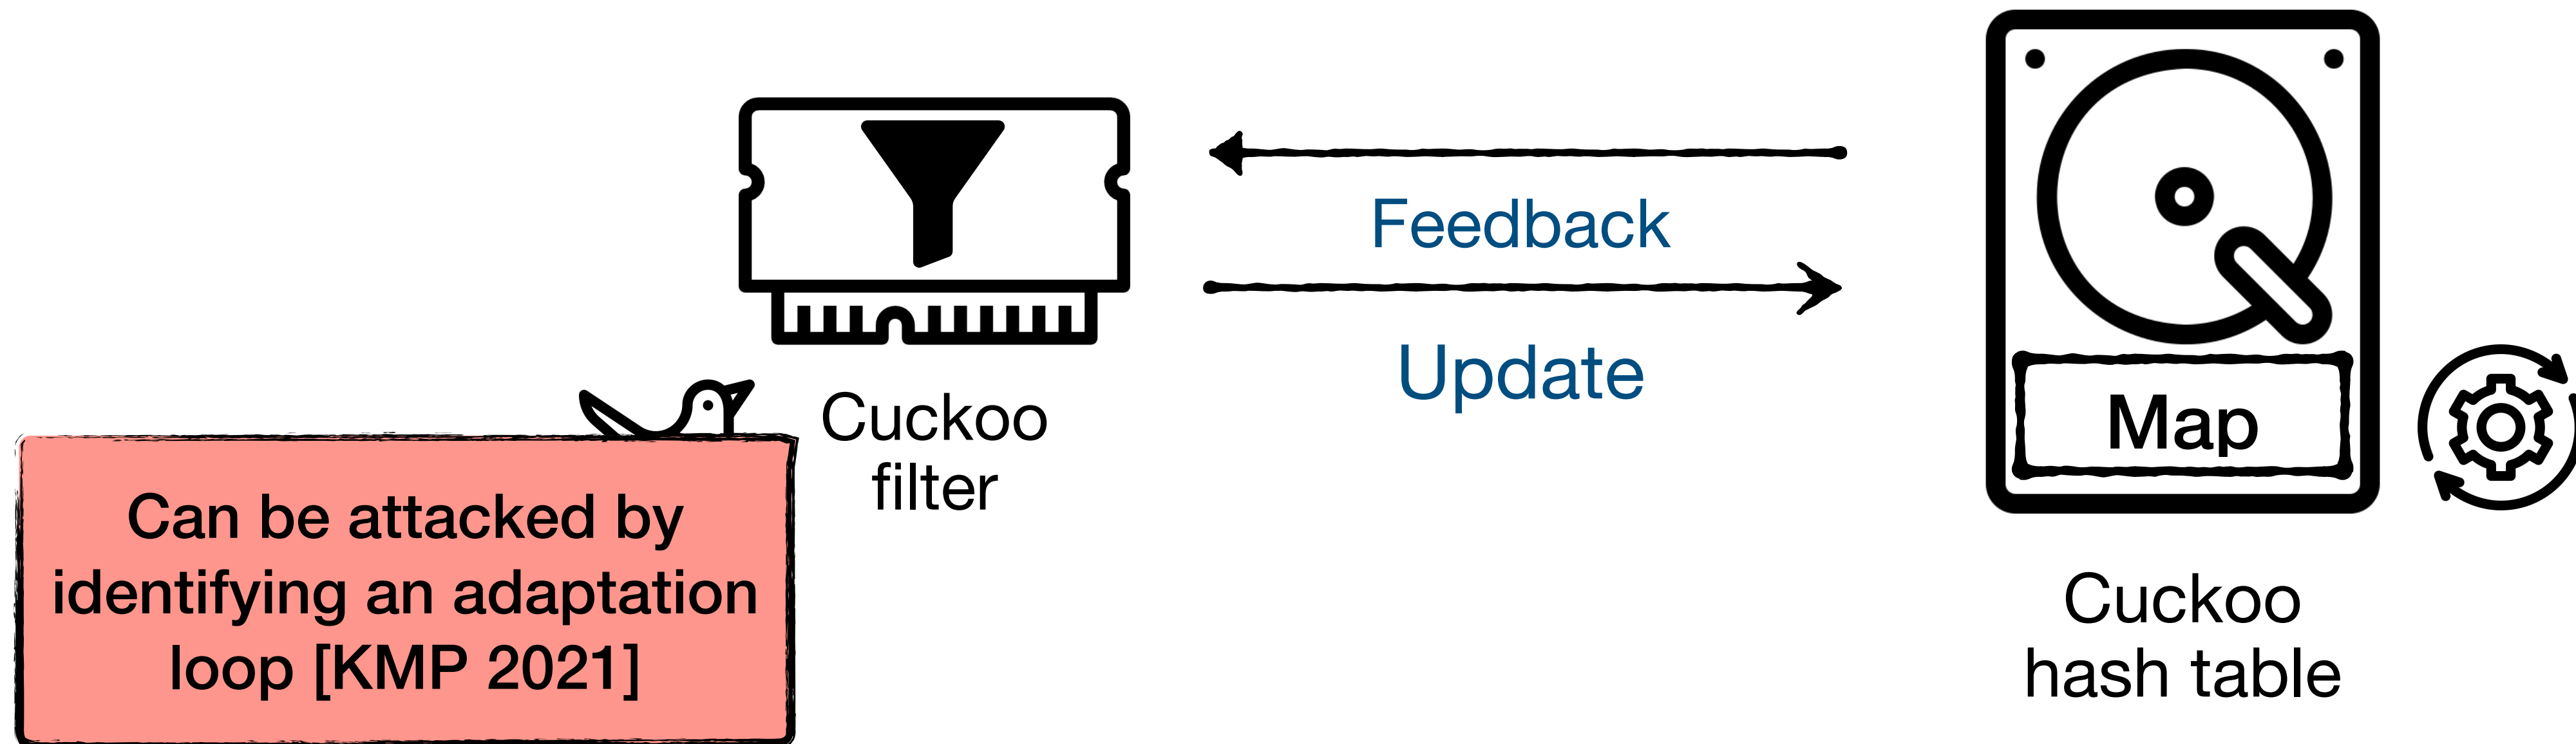 Feedback
Update
Cuckoo
filter
Can be attacked by
identifying an adaptation
loop [KMP 2021]
Map
Cuckoo
hash table